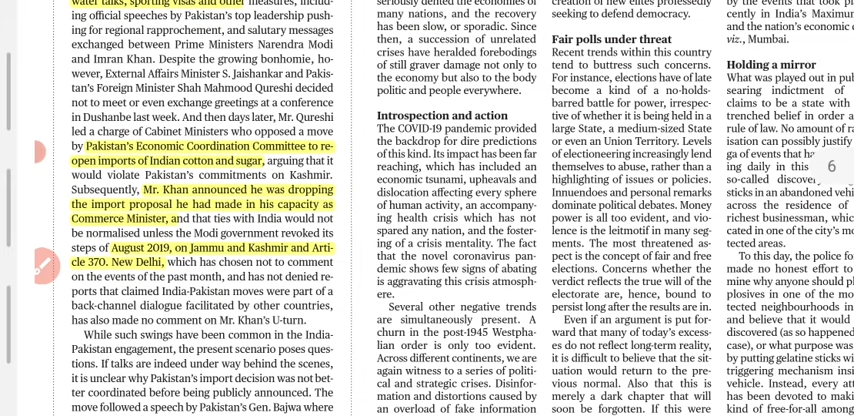 water talks, sporting visas and other measures, includ-
ing official speeches by Pakistan's top leadership push-
ing for regional rapprochement, and salutary messages
exchanged between Prime Ministers Narendra Modi
and Imran Khan. Despite the growing bonhomie, ho-
wever, External Affairs Minister S. Jaishankar and Pakis-
tan's Foreign Minister Shah Mahmood Qureshi decided
not to meet or even exchange greetings at a conference
in Dushanbe last week. And then days later, Mr. Qureshi
led a charge of Cabinet Ministers who opposed a move
by Pakistan's Economic Coordination Committee to re-
open imports of Indian cotton and sugar, arguing that it
would violate Pakistan's commitments on Kashmir.
Subsequently, Mr. Khan announced he was dropping
the import proposal he had made in his capacity as
Commerce Minister, and that ties with India would not
be normalised unless the Modi government revoked its
steps of August 2019, on Jammu and Kashmir and Arti-
cle 370. New Delhi, which has chosen not to comment
on the events of the past month, and has not denied re-
ports that claimed India-Pakistan moves were part of a
back-channel dialogue facilitated by other countries,
has also made no comment on Mr. Khan's U-turn.
While such swings have been common in the India-
Pakistan engagement, the present scenario poses ques-
tions. If talks are indeed under way behind the scenes,
it is unclear why Pakistan's import decision was not bet-
ter coordinated before being publicly announced. The
move followed a speech by Pakistan's Gen. Bajwa where
seriously dented the economies of
many nations, and the recovery
has been slow, or sporadic. Since
then, a succession of unrelated
crises have heralded forebodings
of still graver damage not only to
the economy but also to the body
politic and people everywhere.
Introspection and action
The COVID-19 pandemic provided
the backdrop for dire predictions
of this kind. Its impact has been far
reaching, which has included an
economic tsunami, upheavals and
dislocation affecting every sphere
of human activity, an accompany-
ing health crisis which has not
spared any nation, and the foster-
ing of a crisis mentality. The fact
that the novel coronavirus pan-
demic shows few signs of abating
is aggravating this crisis atmosph-
ere.
Several other negative trends
are simultaneously present. A
churn in the post-1945 Westpha-
lian order is only too evident.
Across different continents, we are
again witness to a series of politi-
cal and strategic crises. Disinfor-
mation and distortions caused by
an overload of fake information
creation of new elites professedly
seeking to defend democracy.
Fair polls under threat
Recent trends within this country
tend to buttress such concerns.
For instance, elections have of late
become a kind of a no-holds-
barred battle for power, irrespec-
tive of whether it is being held in a
large State, a medium-sized State
or even an Union Territory. Levels
of electioneering increasingly lend
themselves to abuse, rather than a
highlighting of issues or policies.
Inuendoes and personal remarks
dominate political debates. Money
power is all too evident, and vio-
lence is the leitmotif in many seg-
ments. The most threatened as-
pect is the concept of fair and free
elections. Concerns whether the
verdict reflects the true will of the
electorate are, hence, bound to
persist long after the results are in.
Even if an argument is put for-
ward that many of today's excess-
es do not reflect long-term reality,
it is difficult to believe that the sit-
uation would return to the pre-
vious normal. Also that this is
merely a dark chapter that will
soon be forgotten. If this were
by the events that took
cently in India's
and the nation's economic
viz., Mumbai.
Holding a mirror
What was played out in
searing indictment of
claims to be a state with
trenched belief in
rule of law. No amount of
isation can possibly justify
ga of events that
ing daily in this
so-called
sticks in an abandoned
across the residence of
richest businessman, which
cated in one of the city's
tected areas.
To this day, the police
made no honest effort to
mine why anyone should
plosives in one of the
tected neighbourhoods in
and believe that it would
discovered (as so happened
case), or what purpose was
by putting gelatine sticks
triggering mechanism
vehicle. Instead, every
has been devoted to
kind of free-for-all
6